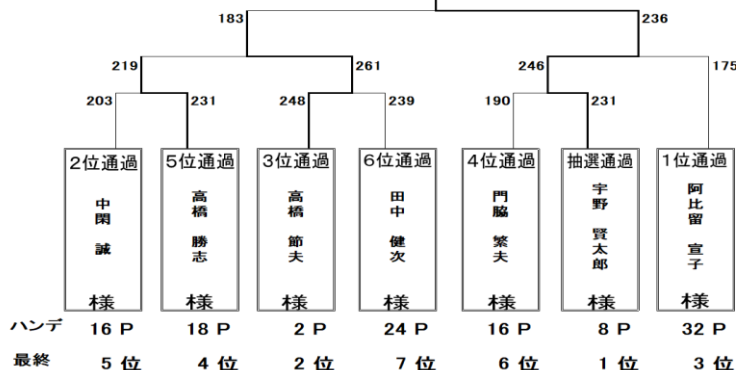 183 236
219 261 246 175
203 231 248 239 190 231
2位通過 5位通過 3位通過 6位通過 4位通過 抽選通過 1位通過
中閑 誠 様
高橋 勝志 様
高橋 節夫 様
田中 健次 様
門脇 繁夫 様
宇野 賢太郎 様
阿比留 宣子 様
ハンデ 16 P 18 P 2 P 24 P 16 P 8 P 32 P
最終 5 位 4 位 2 位 7 位 6 位 1 位 3 位